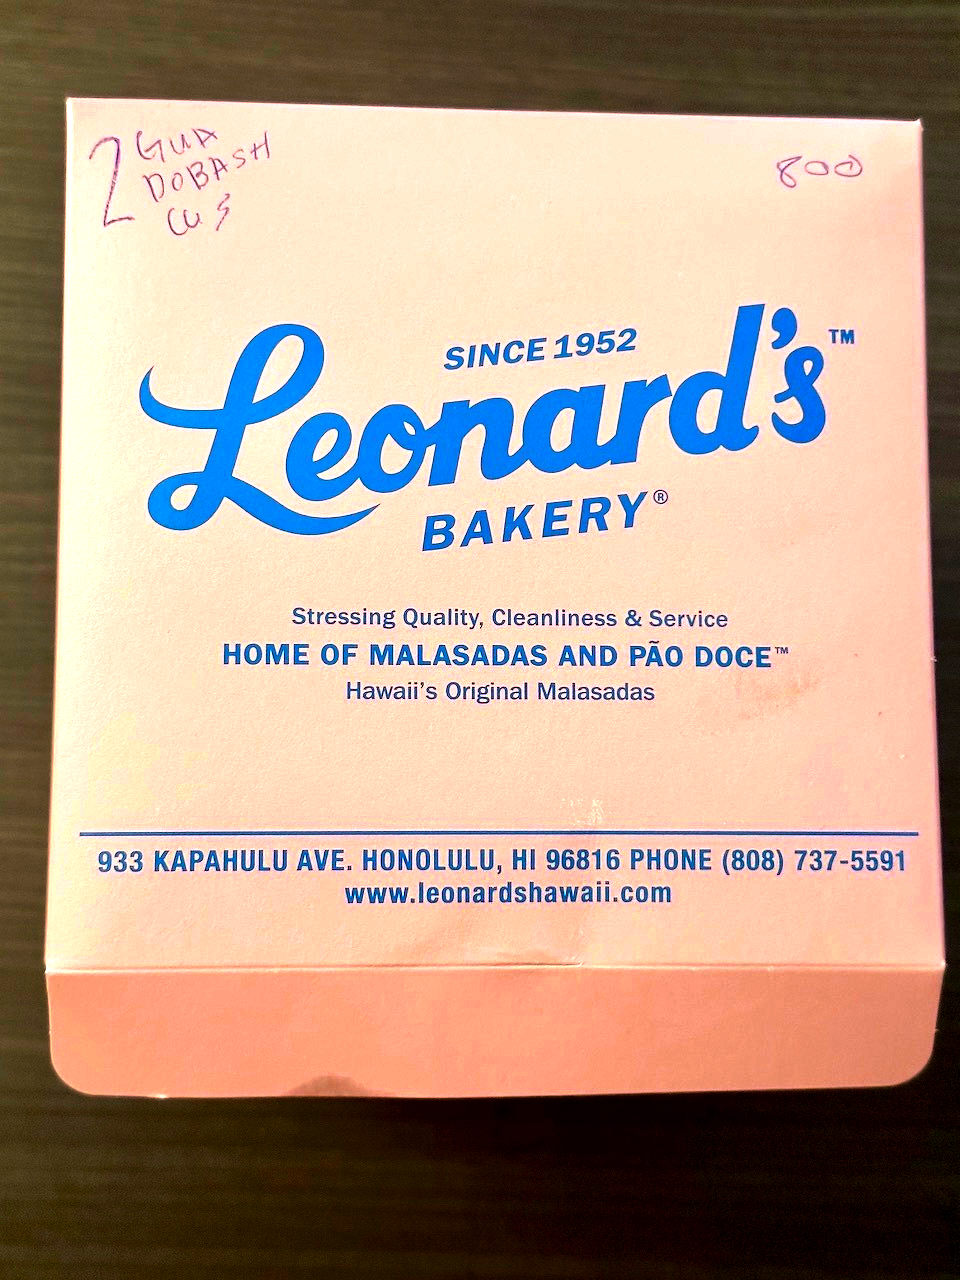 2 GUA
DOBASH
800
SINCE 1952
Leonard's™
BAKERY®
Stressing Quality, Cleanliness & Service
HOME OF MALASADAS AND PÃO DOCE™
Hawaii's Original Malasadas
933 KAPAHULU AVE. HONOLULU, HI 96816 PHONE (808) 737-5591
www.leonardshawaii.com